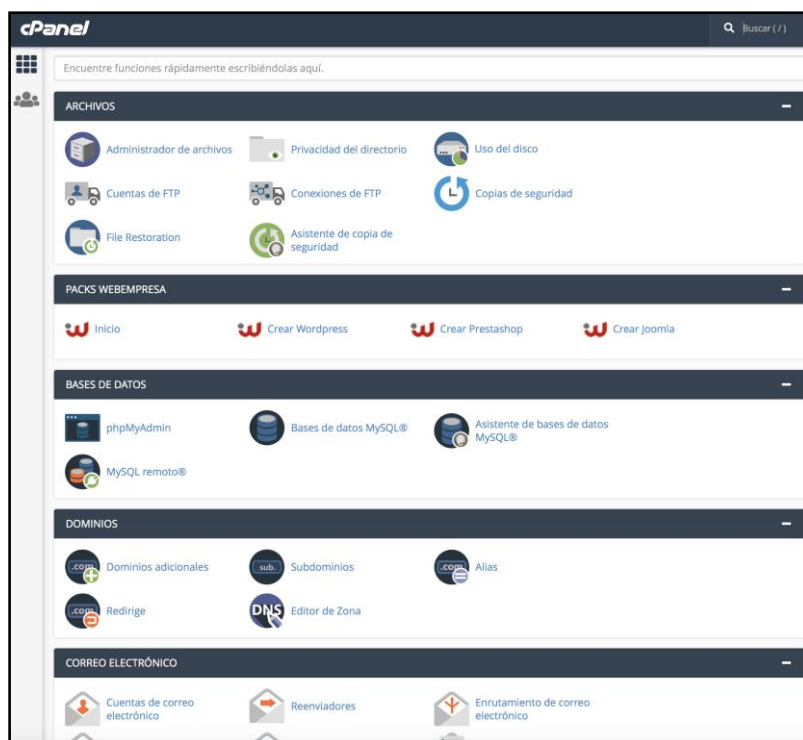 cPanel
Buscar ( / )
Encuentre funciones rápidamente escribiéndolas aquí.
ARCHIVOS
Administrador de archivos
Privacidad del directorio
Uso del disco
Cuentas de FTP
Conexiones de FTP
Copias de seguridad
File Restoration
Asistente de copia de
seguridad
PACKS WEBEMPRESA
Inicio
Crear Wordpress
Crear Prestashop
Crear Joomla
BASES DE DATOS
phpMyAdmin
Bases de datos MySQL®
Asistente de bases de datos
MySQL®
MySQL remoto®
DOMINIOS
.com
Dominios adicionales
sub.
Subdominios
.com
Alias
.com
Redirige
DNS
Editor de Zona
CORREO ELECTRÓNICO
Cuentas de correo
electrónico
Reenviadores
Enrutamiento de correo
electrónico